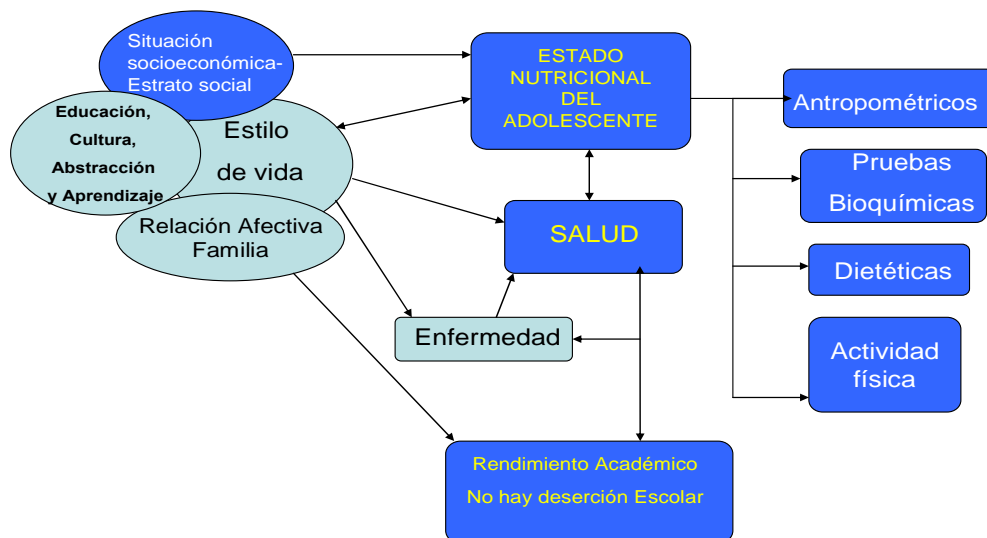 Situación
socioeconómica-
Estrato social
Educación,
Cultura,
Abstracción
y Aprendizaje
Estilo
de vida
Relación Afectiva
Familia
ESTADO
NUTRICIONAL
DEL
ADOLESCENTE
SALUD
Enfermedad
Rendimiento Académico
No hay deserción Escolar
Antropométricos
Pruebas
Bioquímicas
Dietéticas
Actividad
física